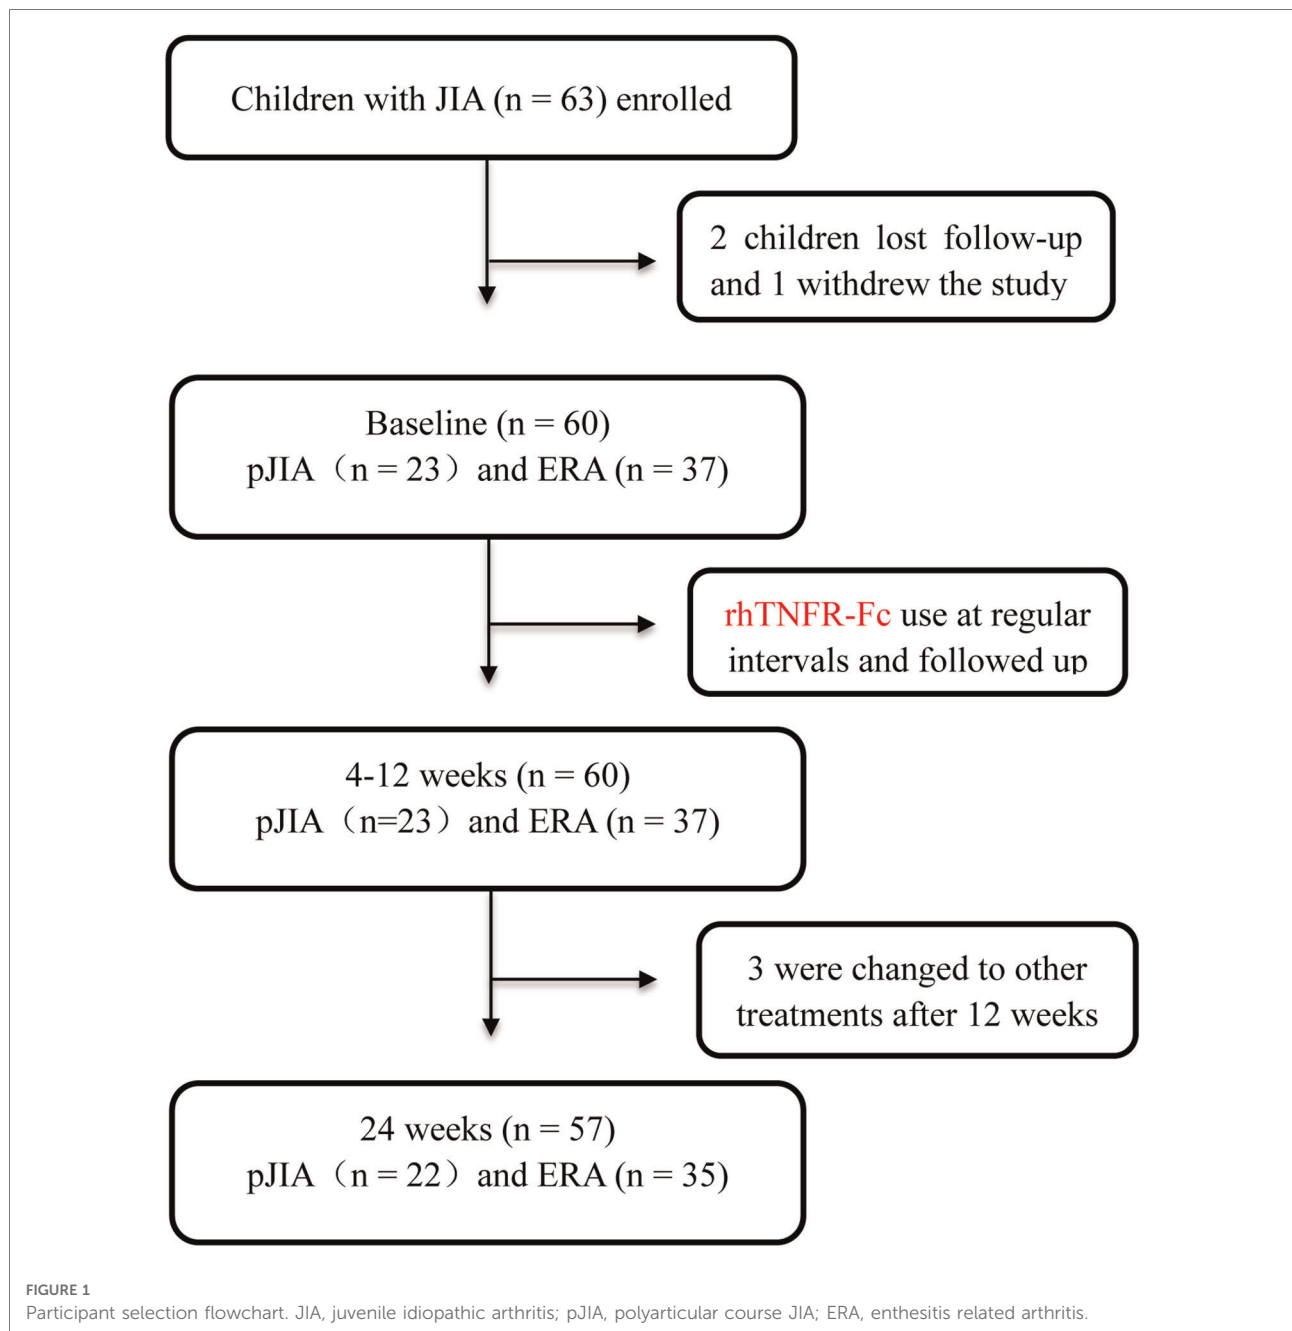 Children with JIA (n = 63) enrolled
2 children lost follow-up
and 1 withdrew the study
Baseline (n = 60)
pJIA（n = 23）and ERA (n = 37)
rhTNFR-Fc use at regular
intervals and followed up
4-12 weeks (n = 60)
pJIA（n=23）and ERA (n = 37)
3 were changed to other
treatments after 12 weeks
24 weeks (n = 57)
pJIA（n = 22）and ERA (n = 35)
FIGURE 1
Participant selection flowchart. JIA, juvenile idiopathic arthritis; pJIA, polyarticular course JIA; ERA, enthesitis related arthritis.